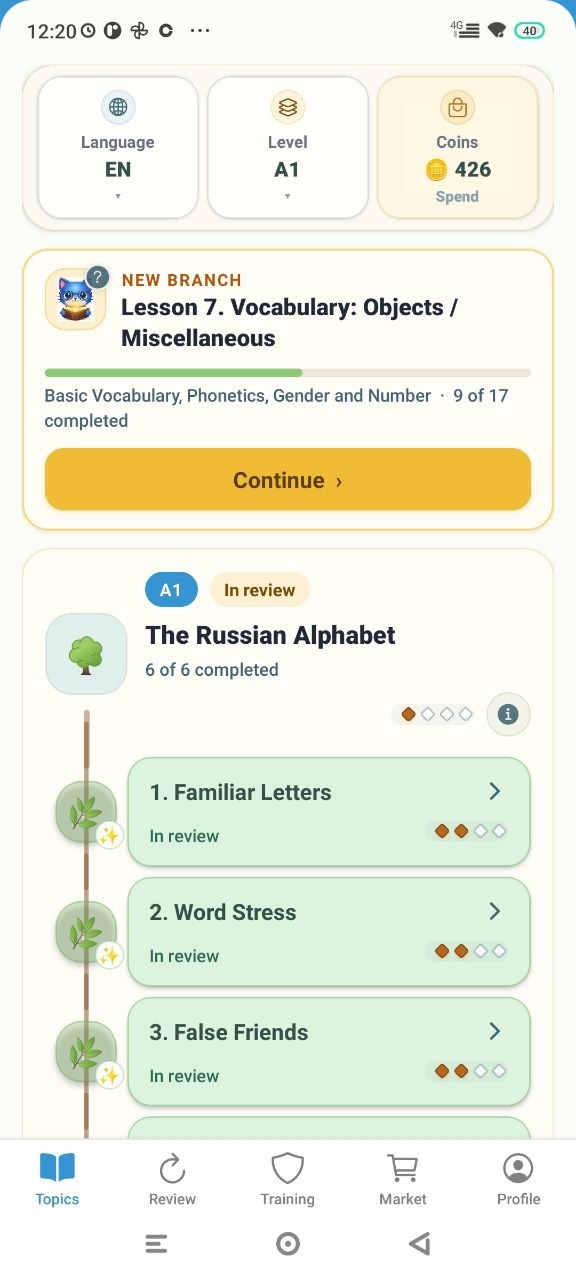 12:20
4G
40
Language
EN
Level
A1
Coins
426
Spend
?
NEW BRANCH
Lesson 7. Vocabulary: Objects /
Miscellaneous
Basic Vocabulary, Phonetics, Gender and Number · 9 of 17
completed
Continue ›
A1
In review
The Russian Alphabet
6 of 6 completed
1. Familiar Letters
In review
2. Word Stress
In review
3. False Friends
In review
Topics
Review
Training
Market
Profile